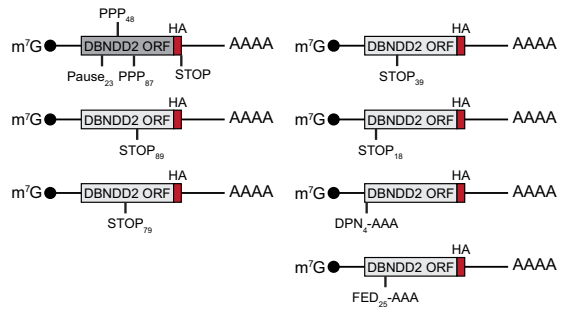 PPP₄₈ HA
m⁷G DBNDD2 ORF AAAA
Pause₂₃ PPP₈₇ STOP
HA
m⁷G DBNDD2 ORF AAAA
STOP₈₉
HA
m⁷G DBNDD2 ORF AAAA
STOP₇₉
HA
m⁷G DBNDD2 ORF AAAA
STOP₃₉
HA
m⁷G DBNDD2 ORF AAAA
STOP₁₈
HA
m⁷G DBNDD2 ORF AAAA
DPN₄-AAA
HA
m⁷G DBNDD2 ORF AAAA
FED₂₅-AAA